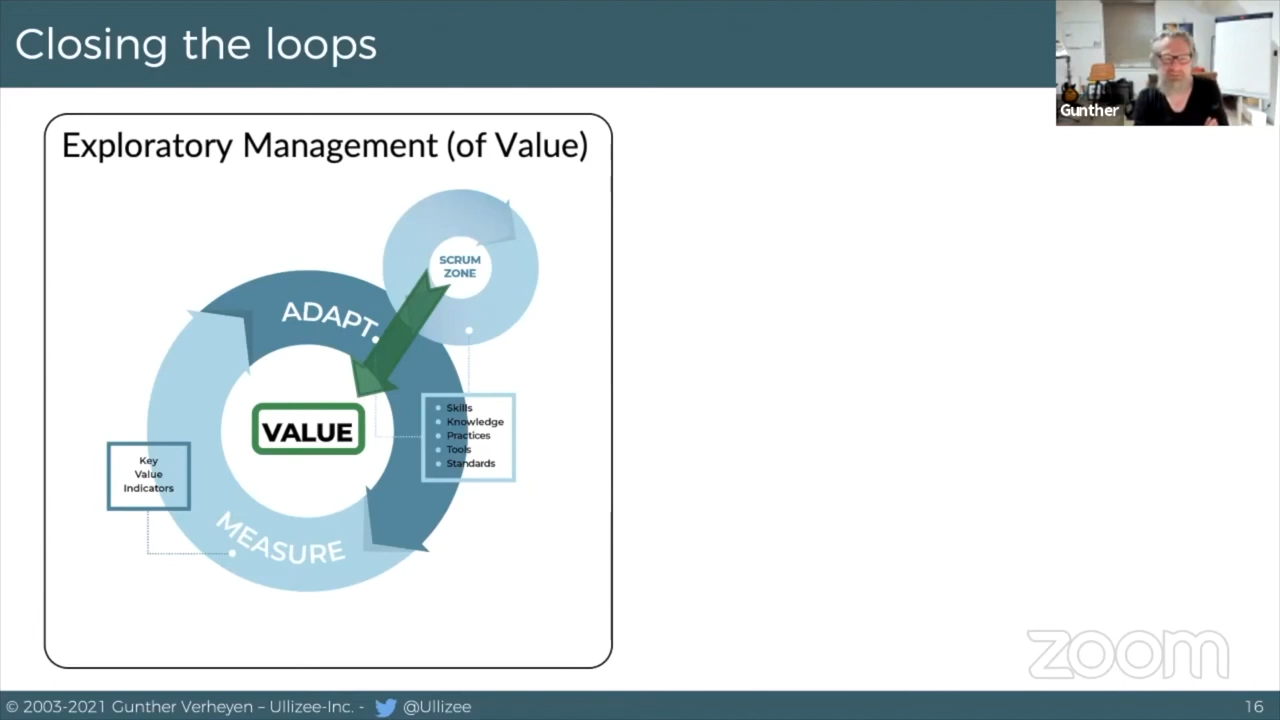 Closing the loops
Gunther
Exploratory Management (of Value)
SCRUM
ZONE
ADAPT
VALUE
Skills
Knowledge
Practices
Tools
Standards
Key
Value
Indicators
MEASURE
zoom
© 2003-2021 Gunther Verheyen – Ullizee-Inc. - @Ullizee
16